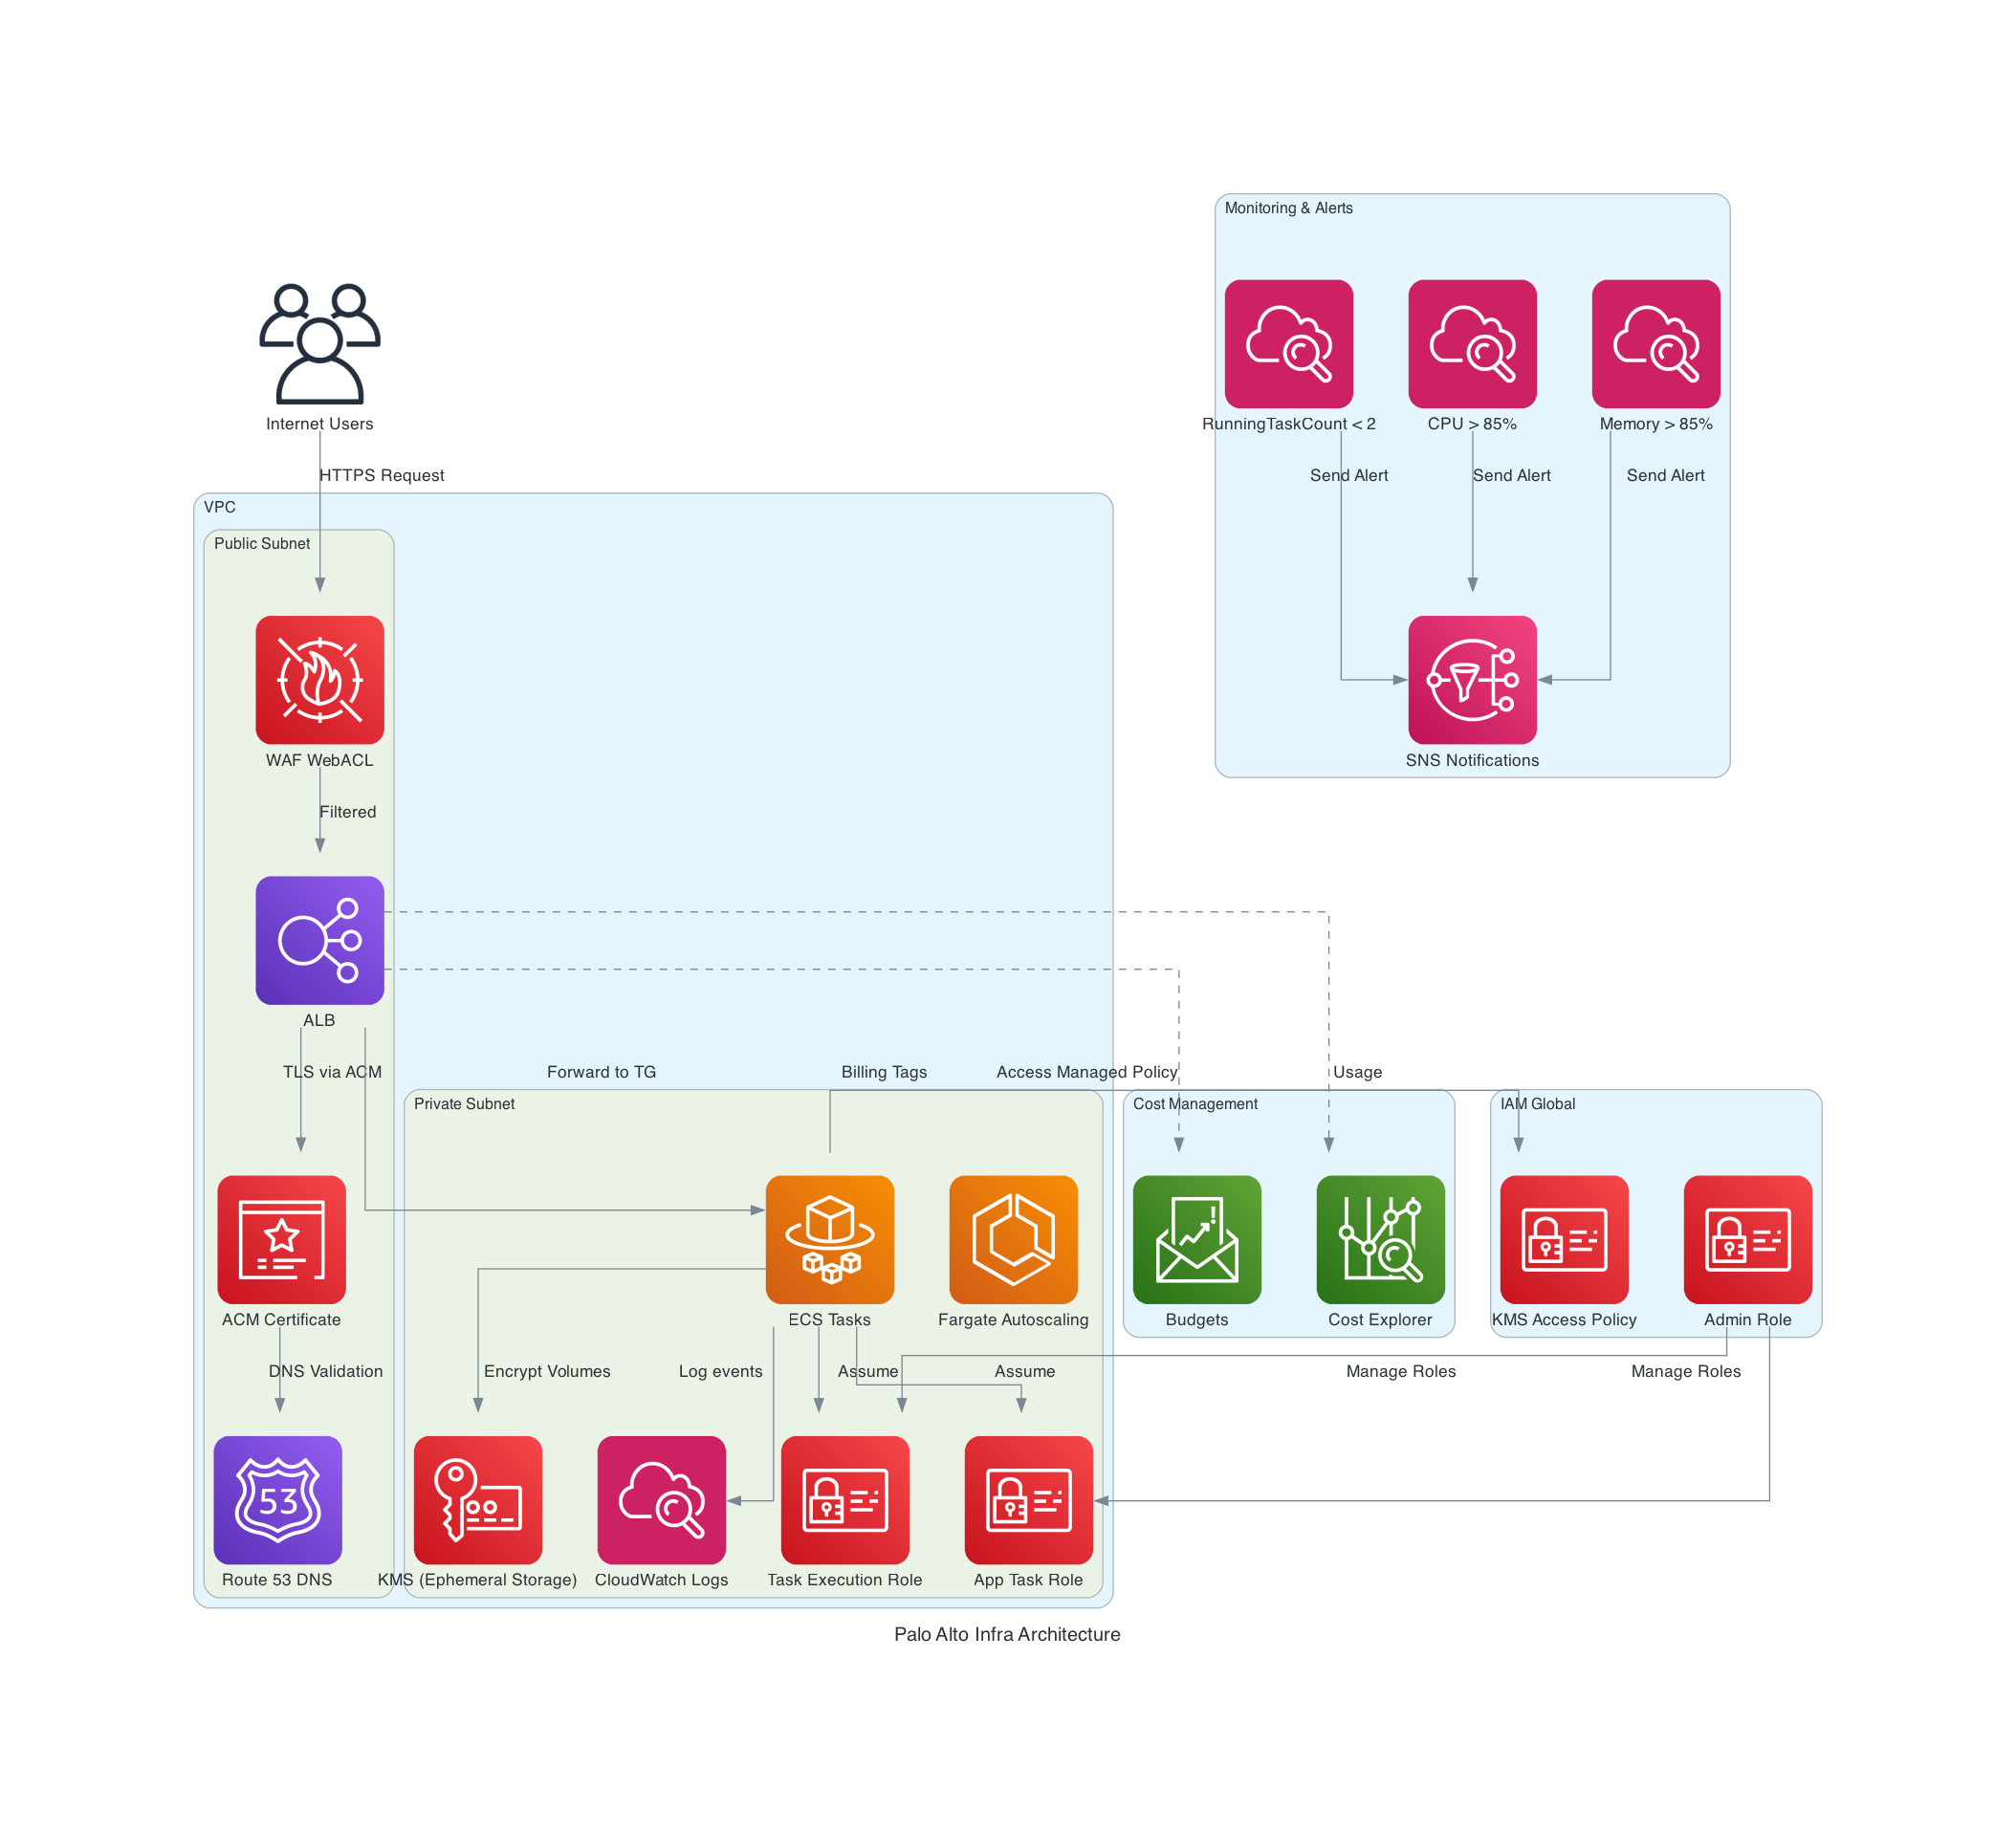 Monitoring & Alerts
Internet Users
RunningTaskCount < 2
CPU > 85%
Memory > 85%
HTTPS Request
Send Alert
Send Alert
Send Alert
VPC
Public Subnet
WAF WebACL
SNS Notifications
Filtered
ALB
TLS via ACM
Forward to TG
Billing Tags
Access Managed Policy
Usage
Private Subnet
Cost Management
IAM Global
ACM Certificate
ECS Tasks
Fargate Autoscaling
Budgets
Cost Explorer
KMS Access Policy
Admin Role
DNS Validation
Encrypt Volumes
Log events
Assume
Assume
Manage Roles
Manage Roles
53
Route 53 DNS
KMS (Ephemeral Storage)
CloudWatch Logs
Task Execution Role
App Task Role
Palo Alto Infra Architecture